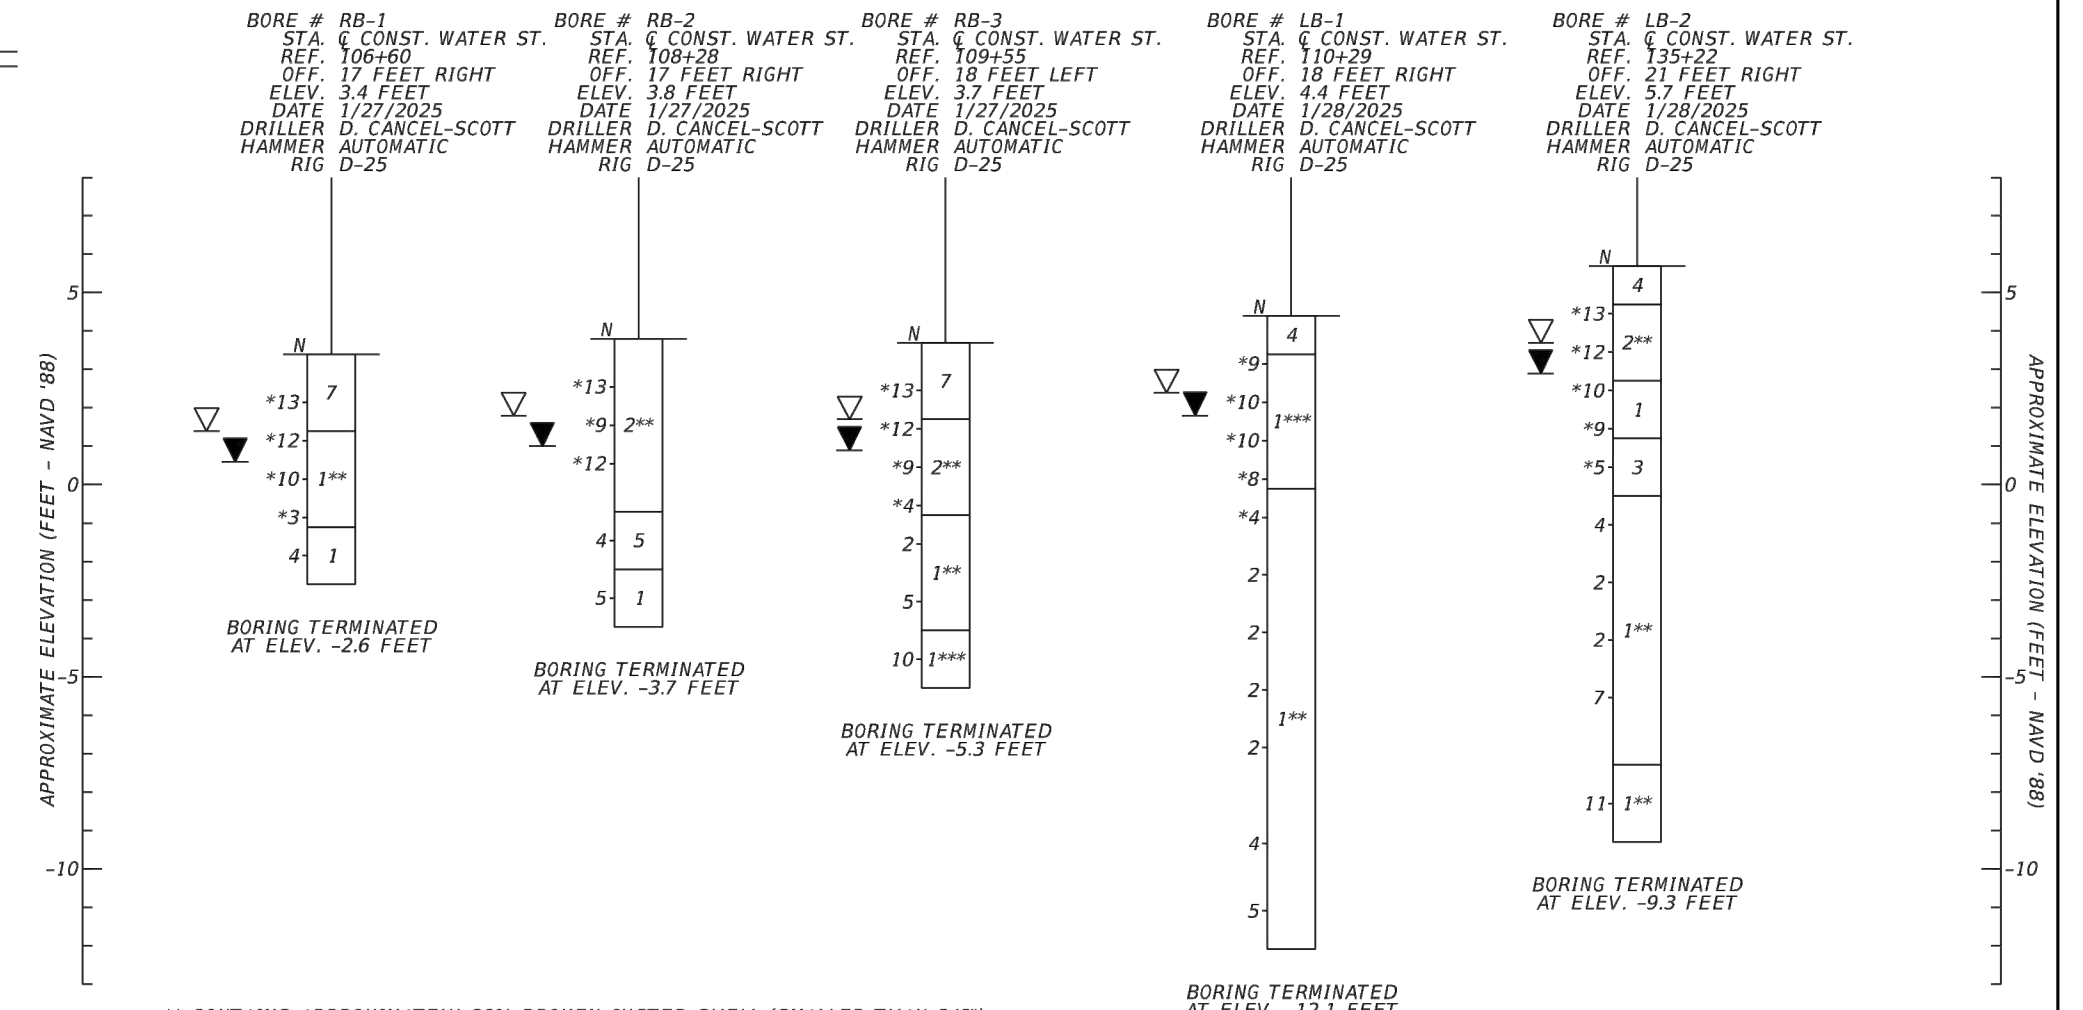 BORE # RB-1
STA. ℄ CONST. WATER ST.
REF. 106+60
OFF. 17 FEET RIGHT
ELEV. 3.4 FEET
DATE 1/27/2025
DRILLER D. CANCEL-SCOTT
HAMMER AUTOMATIC
RIG D-25
BORE # RB-2
STA. ℄ CONST. WATER ST.
REF. 108+28
OFF. 17 FEET RIGHT
ELEV. 3.8 FEET
DATE 1/27/2025
DRILLER D. CANCEL-SCOTT
HAMMER AUTOMATIC
RIG D-25
BORE # RB-3
STA. ℄ CONST. WATER ST.
REF. 109+55
OFF. 18 FEET LEFT
ELEV. 3.7 FEET
DATE 1/27/2025
DRILLER D. CANCEL-SCOTT
HAMMER AUTOMATIC
RIG D-25
BORE # LB-1
STA. ℄ CONST. WATER ST.
REF. 110+29
OFF. 18 FEET RIGHT
ELEV. 4.4 FEET
DATE 1/28/2025
DRILLER D. CANCEL-SCOTT
HAMMER AUTOMATIC
RIG D-25
BORE # LB-2
STA. ℄ CONST. WATER ST.
REF. 135+22
OFF. 21 FEET RIGHT
ELEV. 5.7 FEET
DATE 1/28/2025
DRILLER D. CANCEL-SCOTT
HAMMER AUTOMATIC
RIG D-25
APPROXIMATE ELEVATION (FEET - NAVD '88)
5
0
-5
-10
N
7
*13
*12
*10 1**
*3
4 1
BORING TERMINATED
AT ELEV. -2.6 FEET
N
*13
*9 2**
*12
4 5
5 1
BORING TERMINATED
AT ELEV. -3.7 FEET
N
7
*13
*12
*9 2**
*4
2
1**
5
10 1***
BORING TERMINATED
AT ELEV. -5.3 FEET
N
4
*9
*10
1***
*10
*8
*4
2
2
2
1**
2
4
5
BORING TERMINATED
AT ELEV. -12.1 FEET
N
4
*13
2**
*12
*10
1
*9
*5 3
4
2
1**
2
7
11 1**
BORING TERMINATED
AT ELEV. -9.3 FEET
5
0
-5
-10
APPROXIMATE ELEVATION (FEET - NAVD '88)